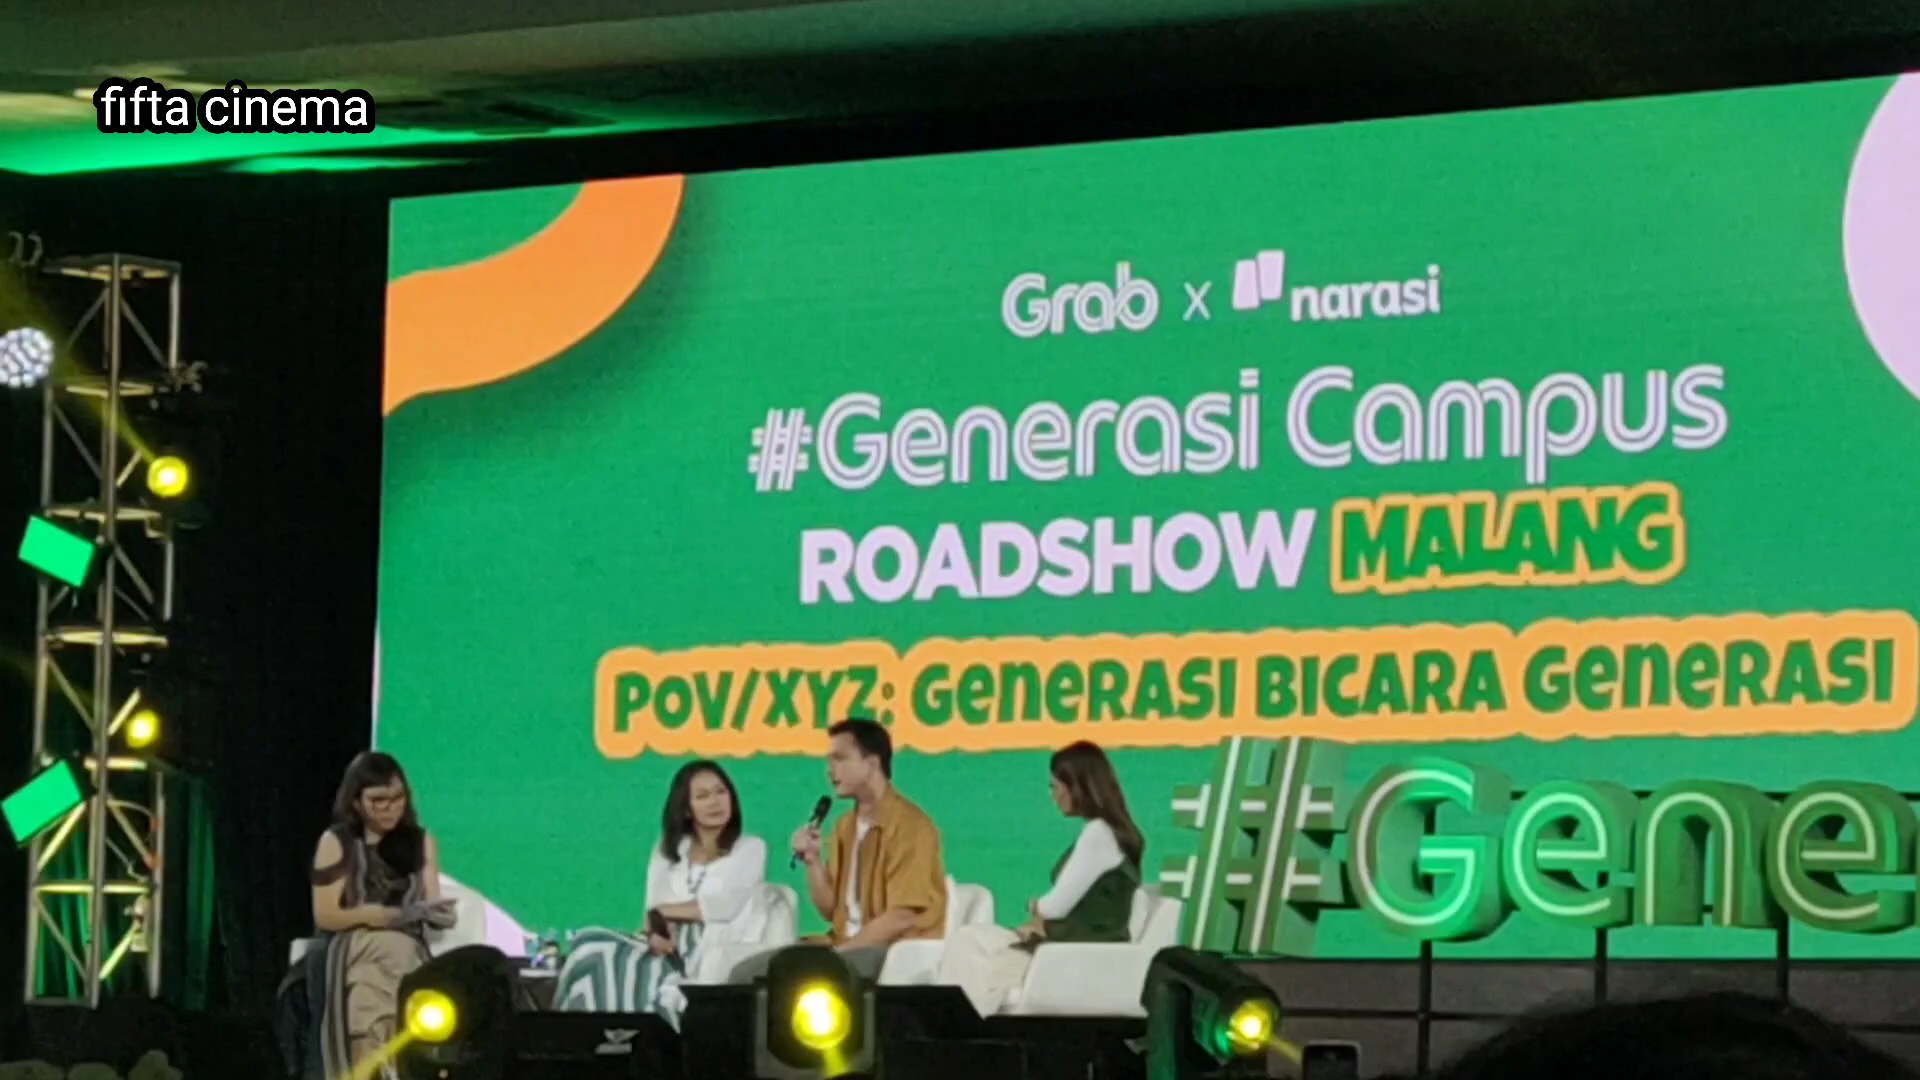 fifta cinema
Grab x narasi
#Generasi Campus
ROADSHOW MALANG
POV/XYZ: GENERASI BICARA GENERASI
#Gene